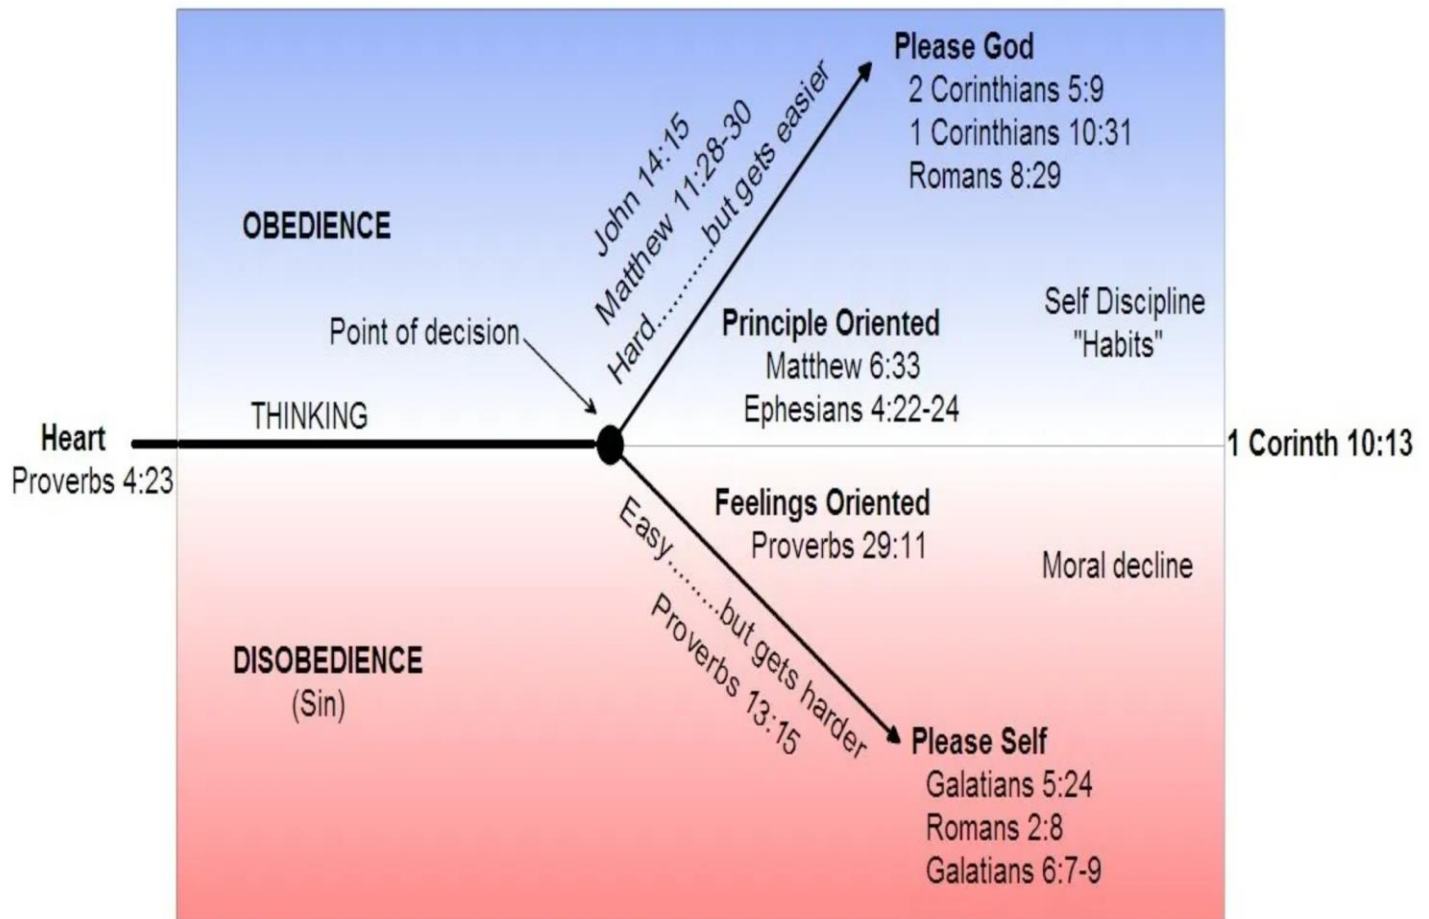 Please God
2 Corinthians 5:9
1 Corinthians 10:31
Romans 8:29
John 14:15
Matthew 11:28-30
Hard..........but gets easier
OBEDIENCE
Point of decision
Principle Oriented
Matthew 6:33
Ephesians 4:22-24
Self Discipline
"Habits"
THINKING
Heart
Proverbs 4:23
1 Corinth 10:13
Feelings Oriented
Proverbs 29:11
Easy.........but gets harder
Proverbs 13:15
Moral decline
DISOBEDIENCE
(Sin)
Please Self
Galatians 5:24
Romans 2:8
Galatians 6:7-9